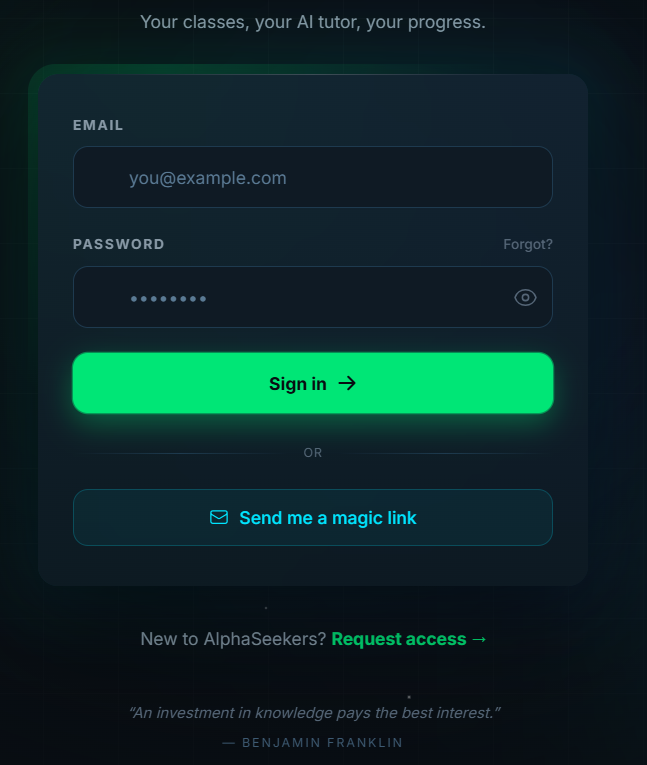 Your classes, your AI tutor, your progress.
EMAIL
you@example.com
PASSWORD Forgot?
••••••••
Sign in →
OR
Send me a magic link
New to AlphaSeekers? Request access →
“An investment in knowledge pays the best interest.”
— BENJAMIN FRANKLIN